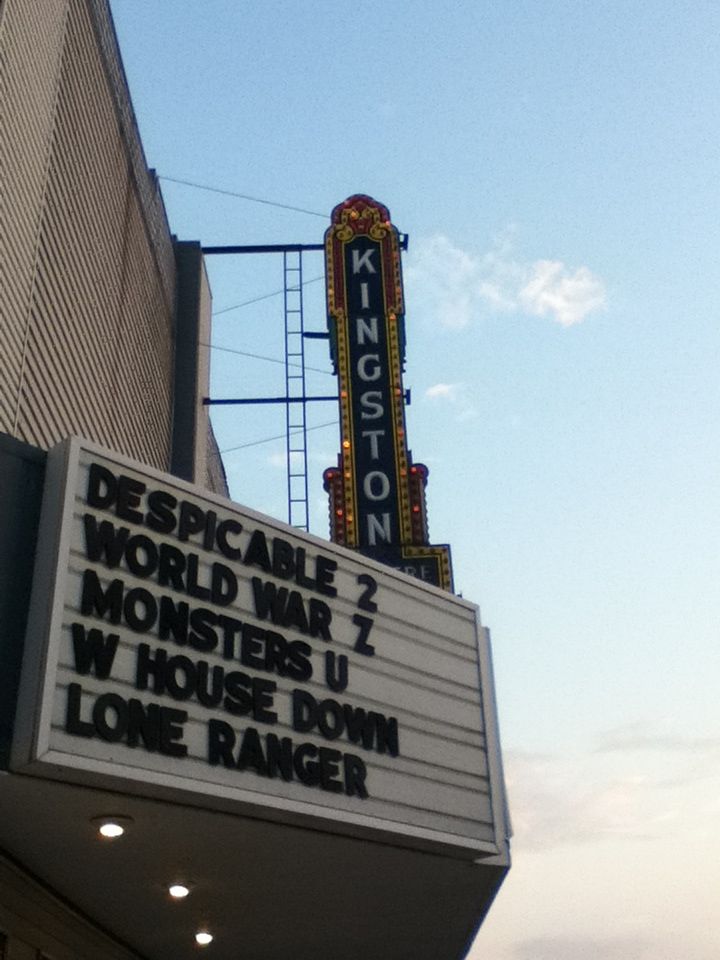 KINGSTON
DESPICABLE 2
WORLD WAR Z
MONSTERS U
W HOUSE DOWN
LONE RANGER